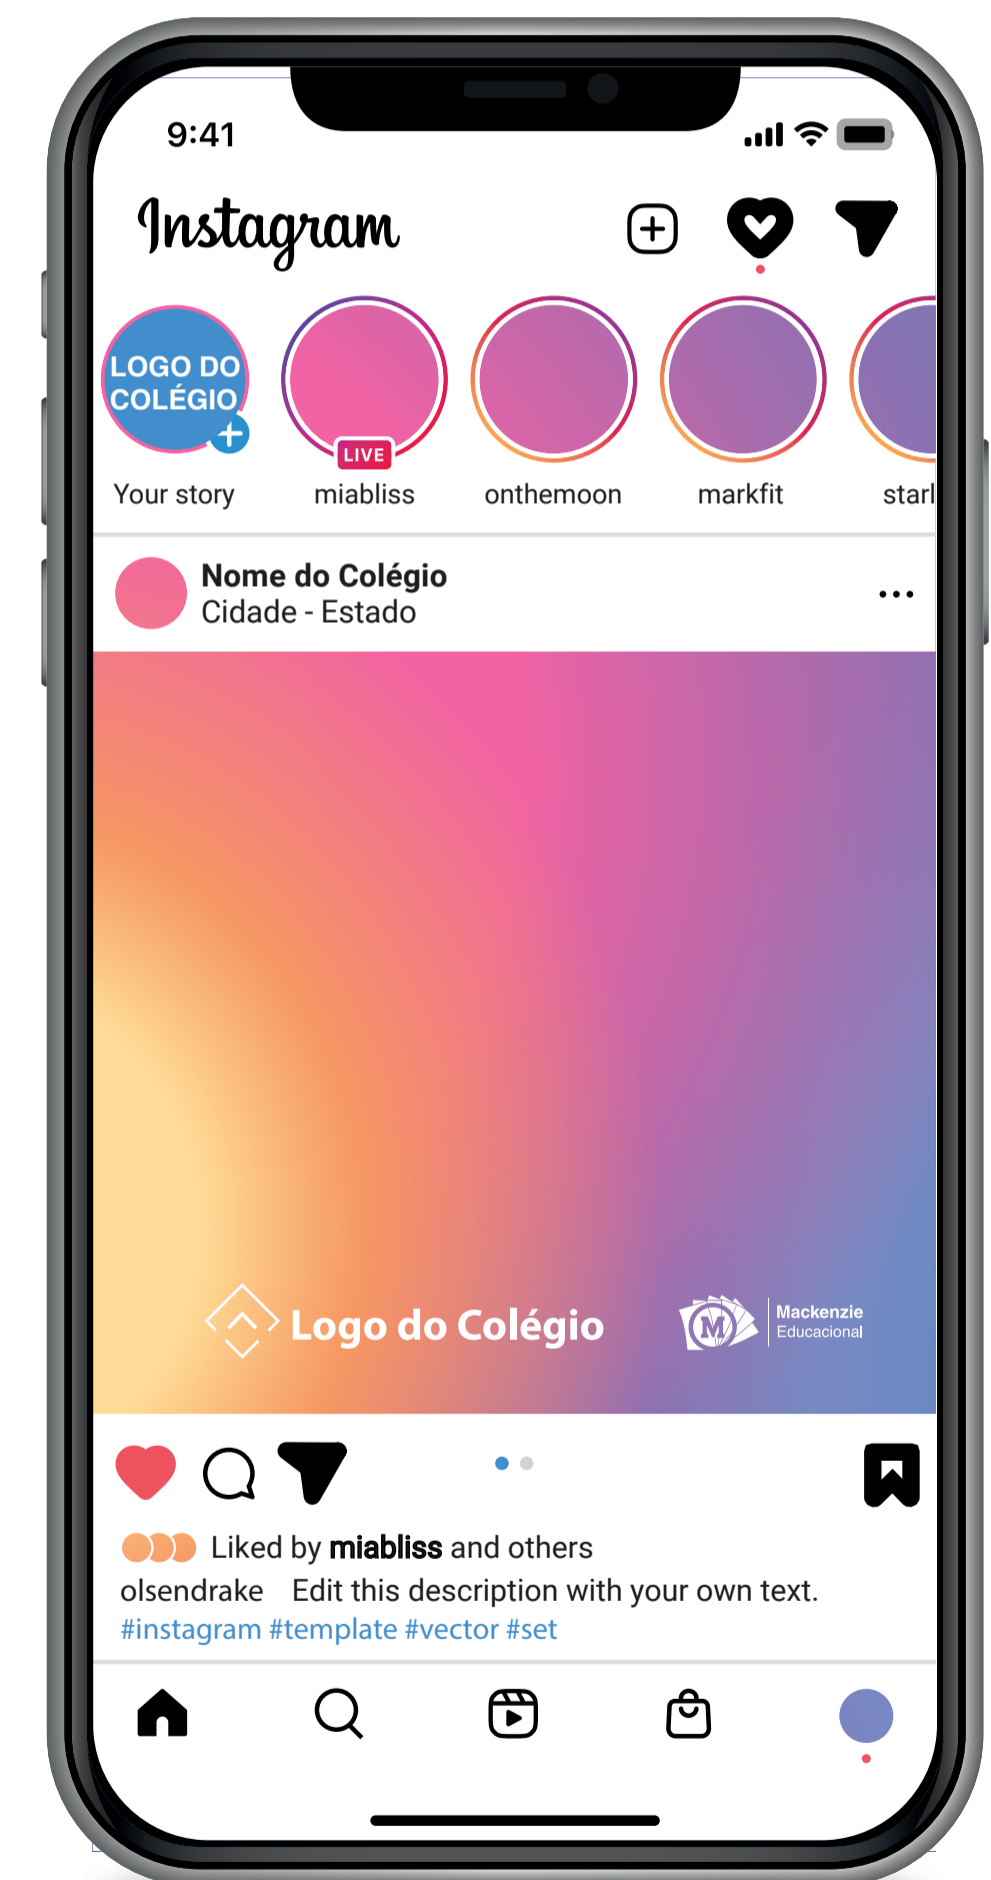 9:41
Instagram
LOGO DO
COLÉGIO
LIVE
Your story
miabliss
onthemoon
markfit
starl
Nome do Colégio
Cidade - Estado
Logo do Colégio
M
Mackenzie
Educacional
Liked by miabliss and others
olsendrake Edit this description with your own text.
#instagram #template #vector #set